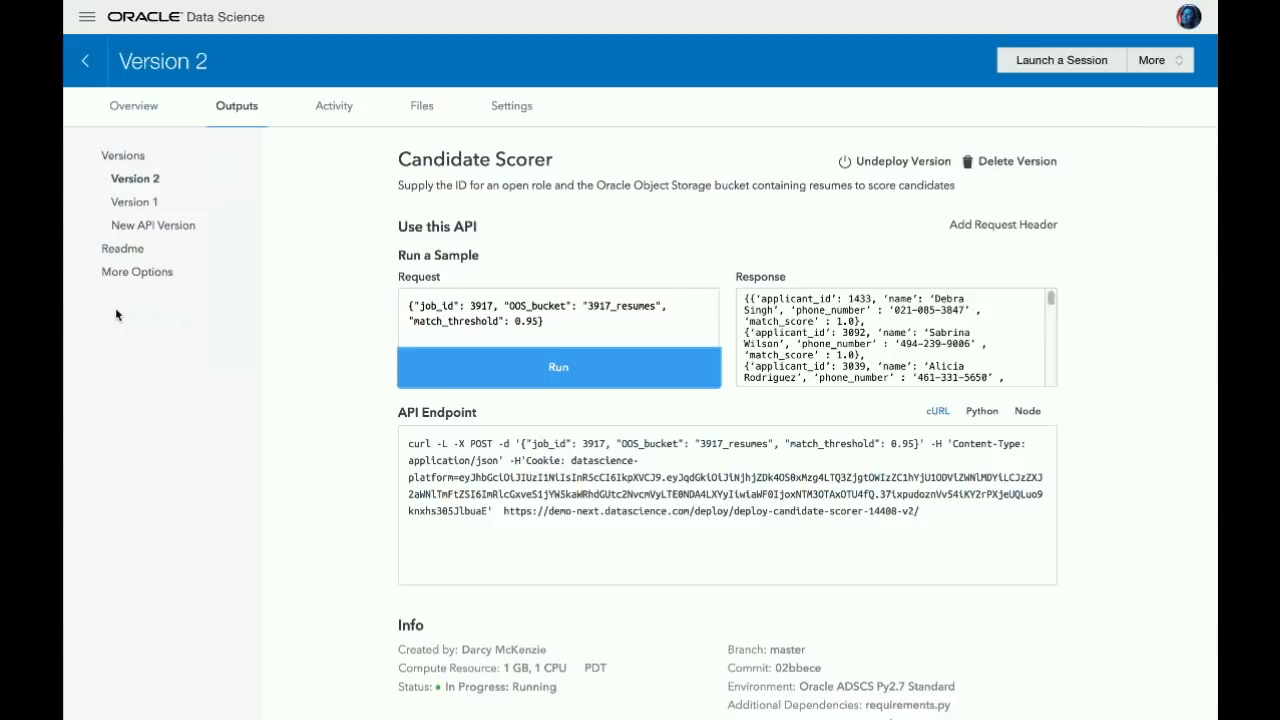 ORACLE Data Science
Version 2
Launch a Session
More
Overview
Outputs
Activity
Files
Settings
Versions
Version 2
Version 1
New API Version
Readme
More Options
Candidate Scorer
Undeploy Version
Delete Version
Supply the ID for an open role and the Oracle Object Storage bucket containing resumes to score candidates
Use this API
Add Request Header
Run a Sample
Request
{"job_id": 3917, "OOS_bucket": "3917_resumes",
"match_threshold": 0.95}
Run
Response
{{'applicant_id': 1433, 'name': 'Debra
Singh', 'phone_number' : '021-085-3847' ,
'match_score' : 1.0},
{'applicant_id': 3092, 'name': 'Sabrina
Wilson', 'phone_number' : '494-239-9006' ,
'match_score' : 1.0},
{'applicant_id': 3039, 'name': 'Alicia
Rodriguez', 'phone_number' : '461-331-5650' ,
API Endpoint
cURL
Python
Node
curl -L -X POST -d '{"job_id": 3917, "OOS_bucket": "3917_resumes", "match_threshold": 0.95}' -H 'Content-Type:
application/json' -H'Cookie: datascience-
https://demo-next.datascience.com/deploy/deploy-candidate-scorer-14408-v2/
Info
Created by: Darcy McKenzie
Compute Resource: 1 GB, 1 CPU PDT
Status: In Progress: Running
Branch: master
Commit: 02bbece
Environment: Oracle ADSCS Py2.7 Standard
Additional Dependencies: requirements.py